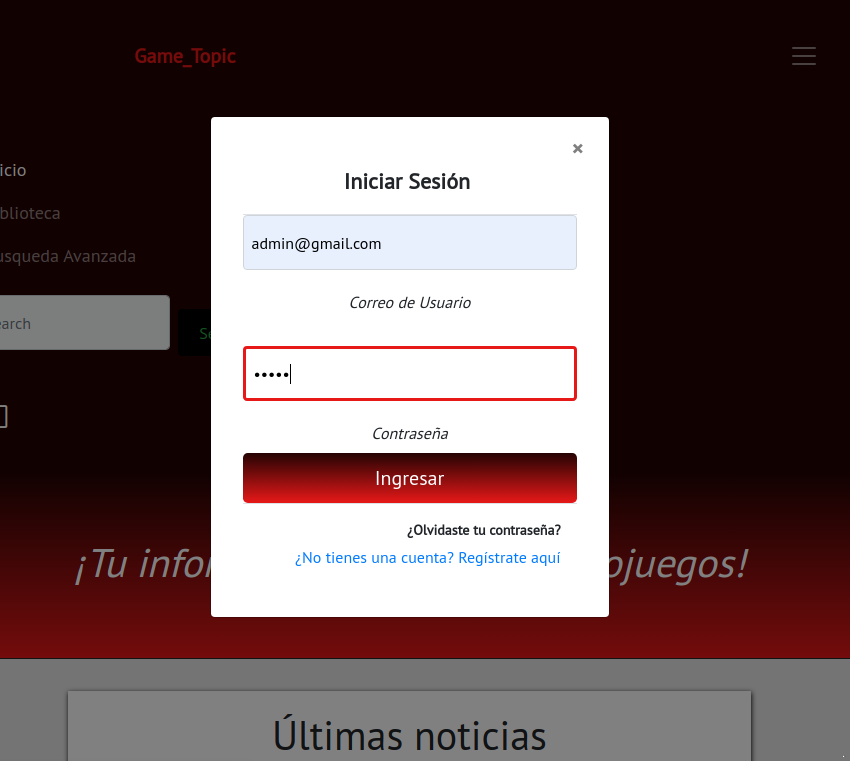 Game_Topic
×
Iniciar Sesión
icio
admin@gmail.com
blioteca
usqueda Avanzada
Correo de Usuario
earch
•••••
Contraseña
Ingresar
¿Olvidaste tu contraseña?
¿No tienes una cuenta? Regístrate aquí
¡Tu infor ojuegos!
Últimas noticias